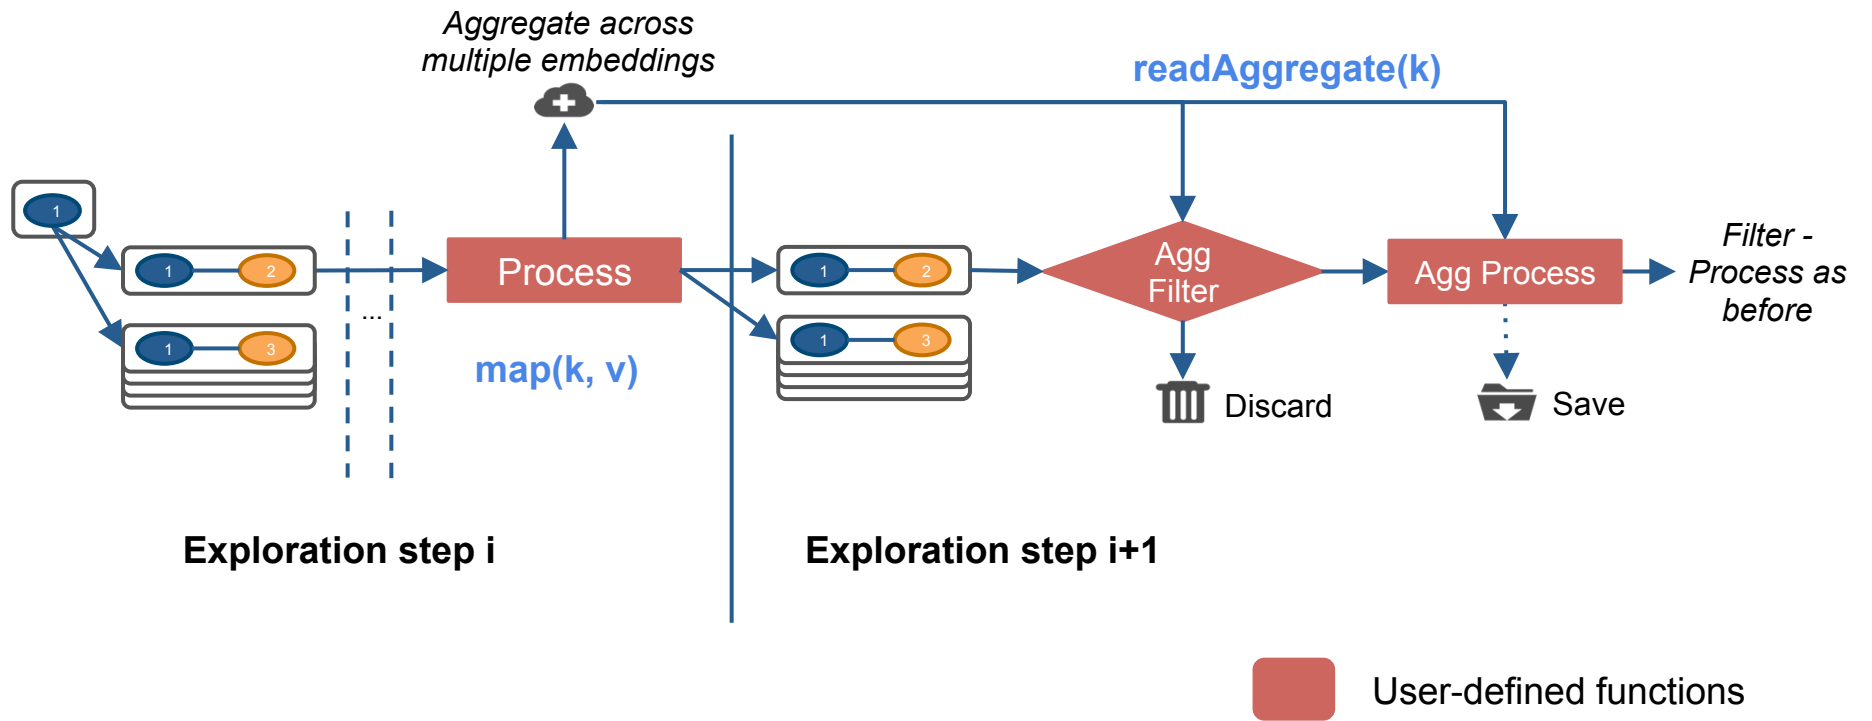 Aggregate across
multiple embeddings
readAggregate(k)
1
1 2
1 3
...
Process
map(k, v)
1 2
1 3
Agg
Filter
Agg Process
Filter -
Process as
before
Discard
Save
Exploration step i
Exploration step i+1
User-defined functions